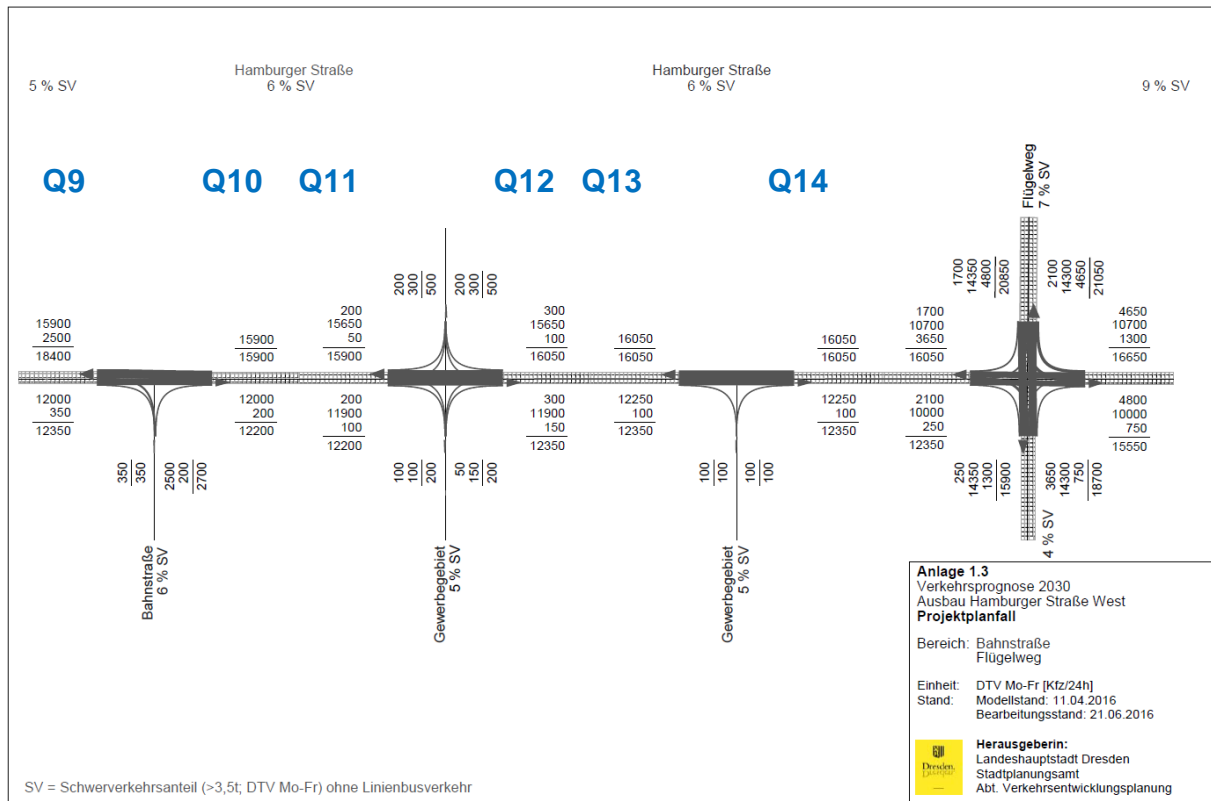 Hamburger Straße
6 % SV
Hamburger Straße
6 % SV
5 % SV
9 % SV
Q9
Q10
Q11
Q12
Q13
Q14
Flügelweg
7 % SV
200
300
500
200
300
500
1700
14350
4800
20850
2100
14300
4650
21050
15900
2500
18400
15900
15900
200
15650
50
15900
300
15650
100
16050
16050
16050
16050
16050
1700
10700
3650
16050
4650
10700
1300
16650
12000
350
12350
12000
200
12200
200
11900
100
12200
300
11900
150
12350
12250
100
12350
12250
100
12350
2100
10000
250
12350
4800
10000
750
15550
350
350
2500
200
2700
100
100
200
50
150
200
100
100
100
100
250
14350
1300
15900
3650
14300
750
18700
Bahnstraße
6 % SV
Gewerbegebiet
5 % SV
Gewerbegebiet
5 % SV
4 % SV
Anlage 1.3
Verkehrsprognose 2030
Ausbau Hamburger Straße West
Projektplanfall
Bereich: Bahnstraße
Flügelweg
Einheit: DTV Mo-Fr [Kfz/24h]
Stand: Modellstand: 11.04.2016
Bearbeitungsstand: 21.06.2016
Dresden.
Herausgeberin:
Landeshauptstadt Dresden
Stadtplanungsamt
Abt. Verkehrsentwicklungsplanung
SV = Schwerverkehrsanteil (>3,5t; DTV Mo-Fr) ohne Linienbusverkehr